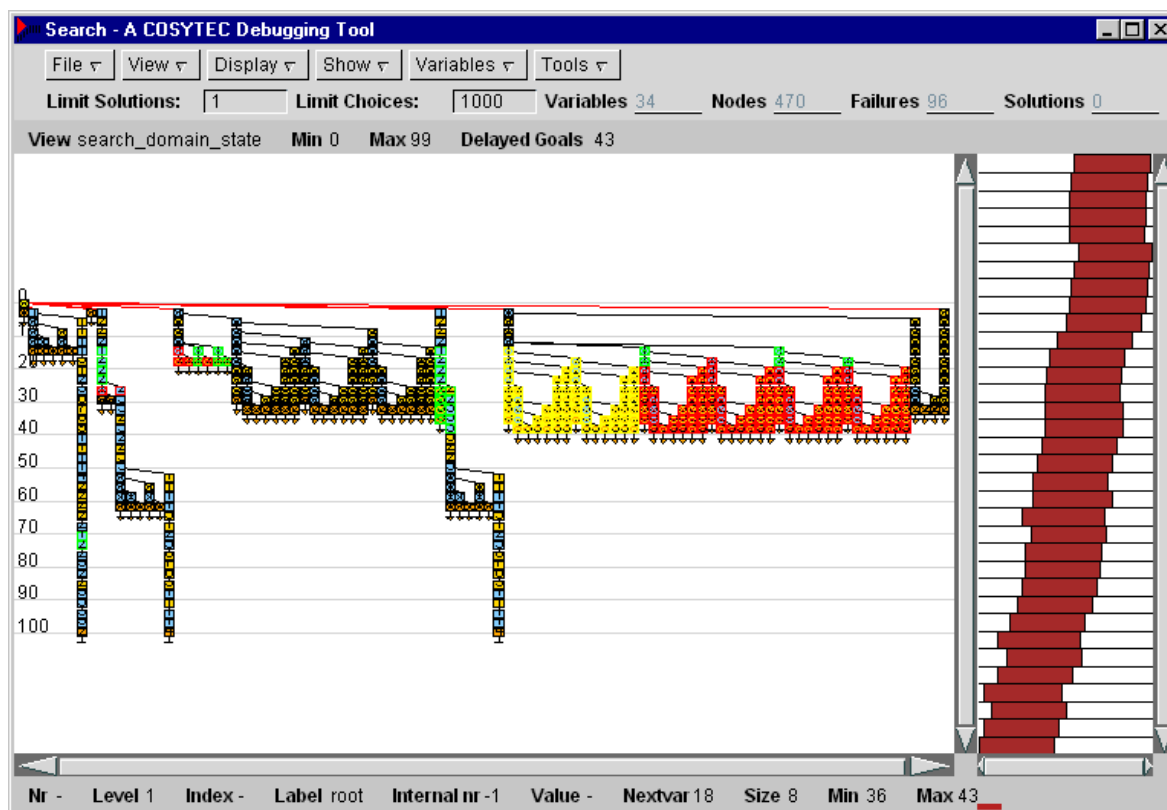 Search - A COSYTEC Debugging Tool
File View Display Show Variables Tools
Limit Solutions: 1 Limit Choices: 1000 Variables 34 Nodes 470 Failures 96 Solutions 0
View search_domain_state Min 0 Max 99 Delayed Goals 43
0
1
20
30
40
50
60
70
80
90
100
Nr - Level 1 Index - Label root Internal nr -1 Value - Nextvar 18 Size 8 Min 36 Max 43